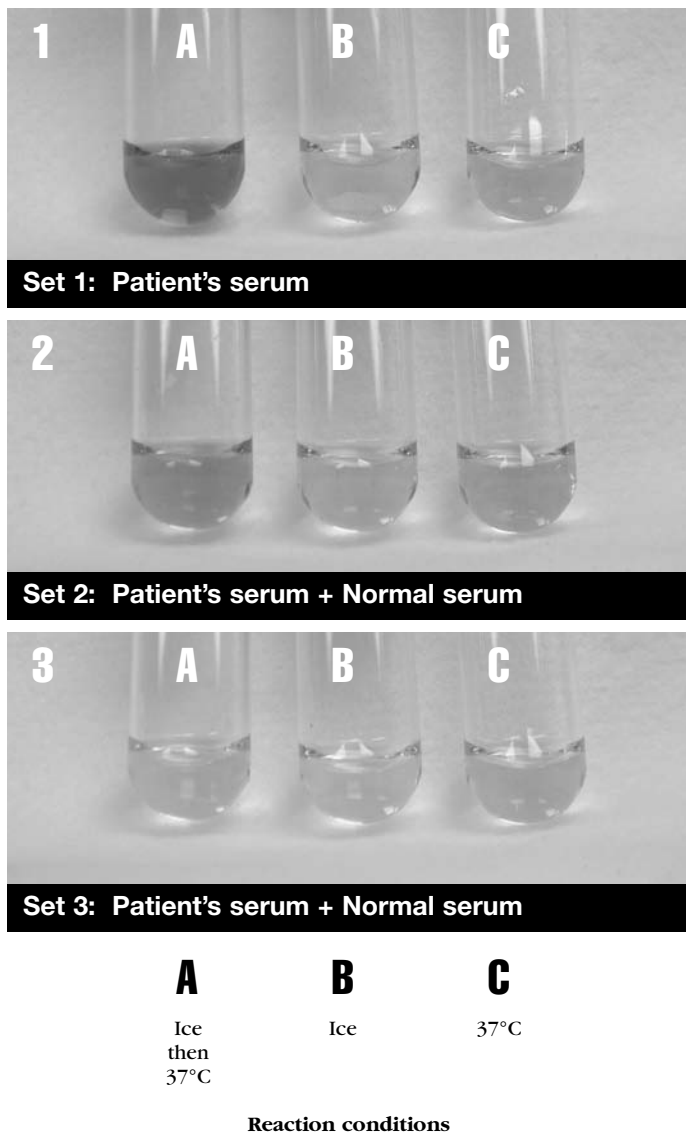 1 A B C
Set 1: Patient's serum
2 A B C
Set 2: Patient's serum + Normal serum
3 A B C
Set 3: Patient's serum + Normal serum
A B C
Ice Ice 37°C
then
37°C
Reaction conditions